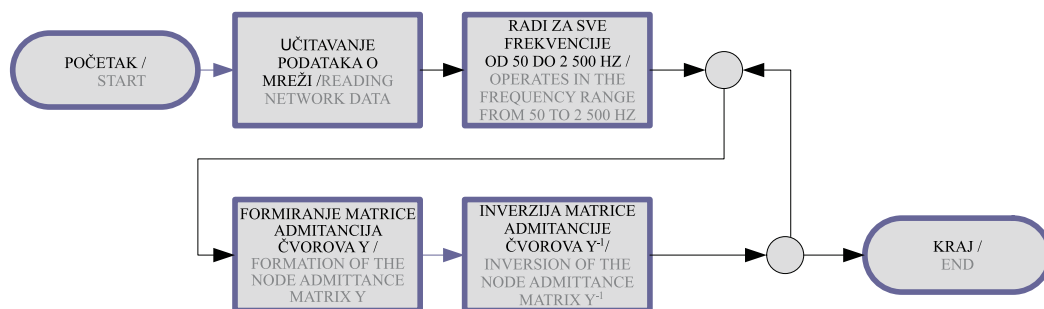 POČETAK /
START
UČITAVANJE
PODATAKA O
MREŽI /READING
NETWORK DATA
RADI ZA SVE
FREKVENCIJE
OD 50 DO 2 500 HZ /
OPERATES IN THE
FREQUENCY RANGE
FROM 50 TO 2 500 HZ
FORMIRANJE MATRICE
ADMITANCIJA
ČVOROVA Y /
FORMATION OF THE
NODE ADMITTANCE
MATRIX Y
INVERZIJA MATRICE
ADMITANCIJE
ČVOROVA Y⁻¹/
INVERSION OF THE
NODE ADMITTANCE
MATRIX Y⁻¹
KRAJ /
END